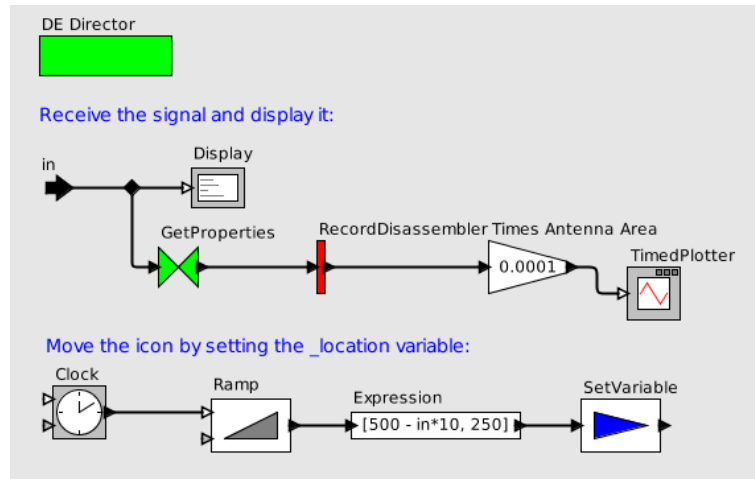 DE Director
Receive the signal and display it:
in
Display
GetProperties
RecordDisassembler
Times Antenna Area
0.0001
TimedPlotter
Move the icon by setting the _location variable:
Clock
Ramp
Expression
[500 - in*10, 250]
SetVariable